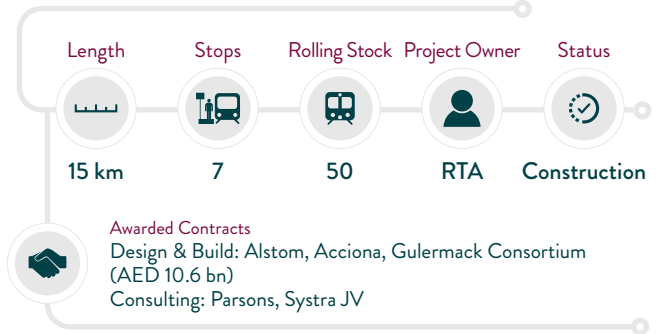 Length Stops Rolling Stock Project Owner Status
15 km 7 50 RTA Construction
Awarded Contracts
Design & Build: Alstom, Acciona, Gulermack Consortium
(AED 10.6 bn)
Consulting: Parsons, Systra JV